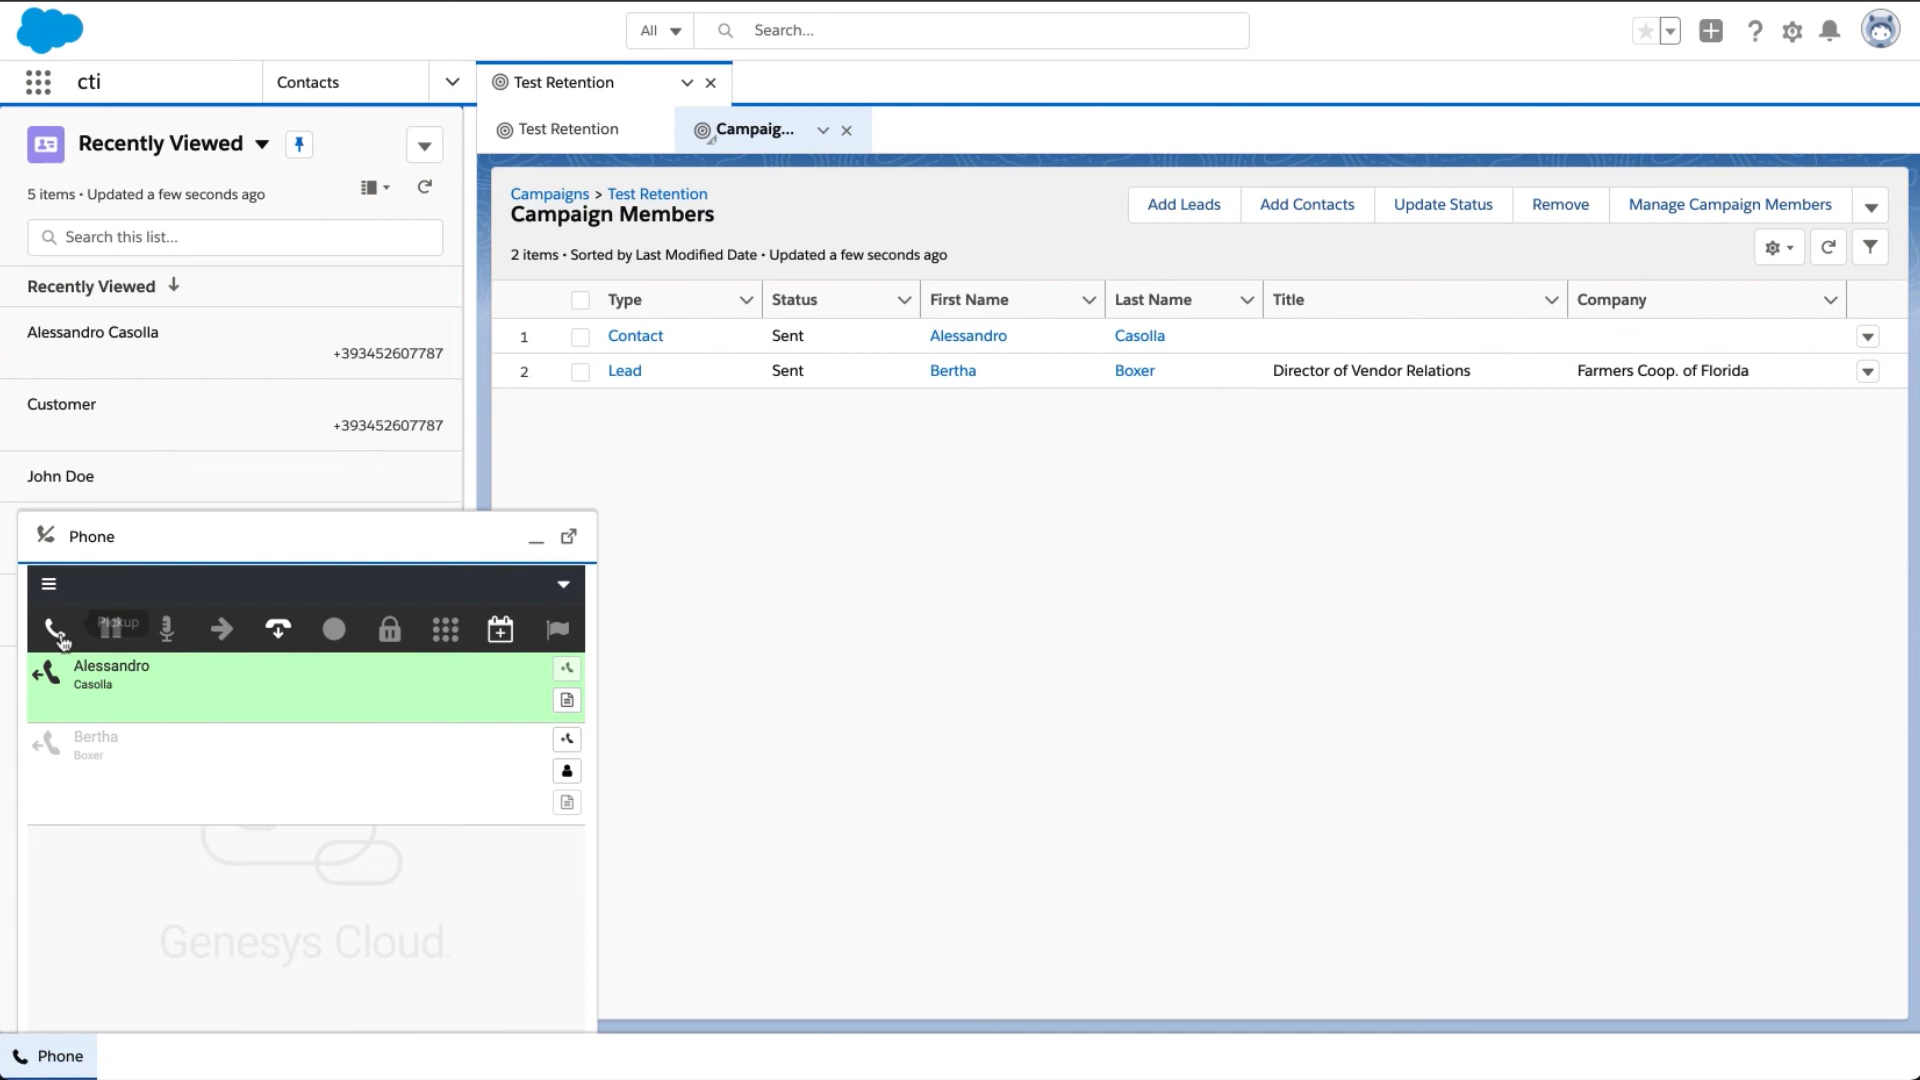 All
Search...
cti
Contacts
Test Retention
Test Retention
Campaig...
Recently Viewed
5 items • Updated a few seconds ago
Search this list...
Recently Viewed
Alessandro Casolla
+393452607787
Customer
+393452607787
John Doe
Campaigns > Test Retention
Campaign Members
Add Leads
Add Contacts
Update Status
Remove
Manage Campaign Members
2 items • Sorted by Last Modified Date • Updated a few seconds ago
Type Status First Name Last Name Title Company
1 Contact Sent Alessandro Casolla
2 Lead Sent Bertha Boxer Director of Vendor Relations Farmers Coop. of Florida
Phone
Pickup
Alessandro
Casolla
Bertha
Boxer
Genesys Cloud
Phone